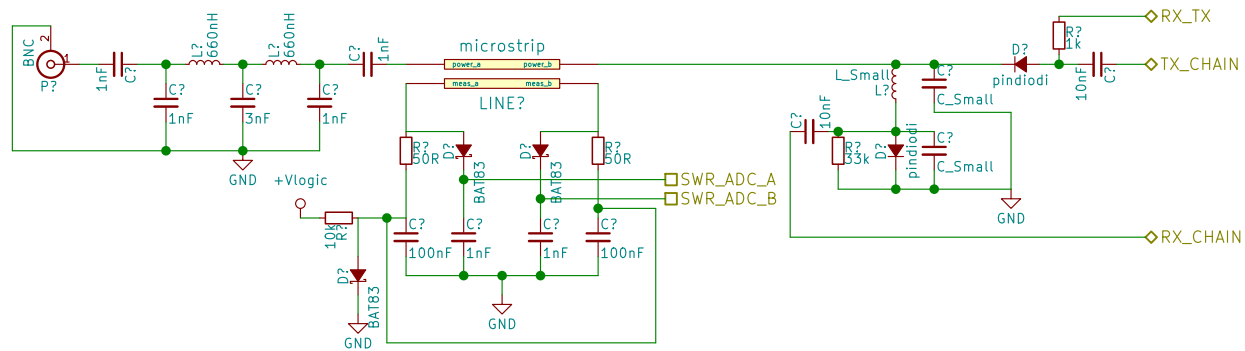 BNC
2
1
P?
1nF
C?
L?
660nH
L?
660nH
C?
1nF
C?
3nF
C?
1nF
GND
C?
1nF
microstrip
power_a
power_b
meas_a
meas_b
LINE?
R?
50R
D?
BAT83
D?
BAT83
R?
50R
SWR_ADC_A
SWR_ADC_B
+Vlogic
10k
R?
D?
BAT83
GND
C?
100nF
C?
1nF
C?
1nF
C?
100nF
GND
L_Small
L?
C?
C_Small
D?
pindiodi
R?
1k
10nF
C?
RX_TX
TX_CHAIN
C?
10nF
R?
33k
D?
pindiodi
C?
C_Small
GND
RX_CHAIN